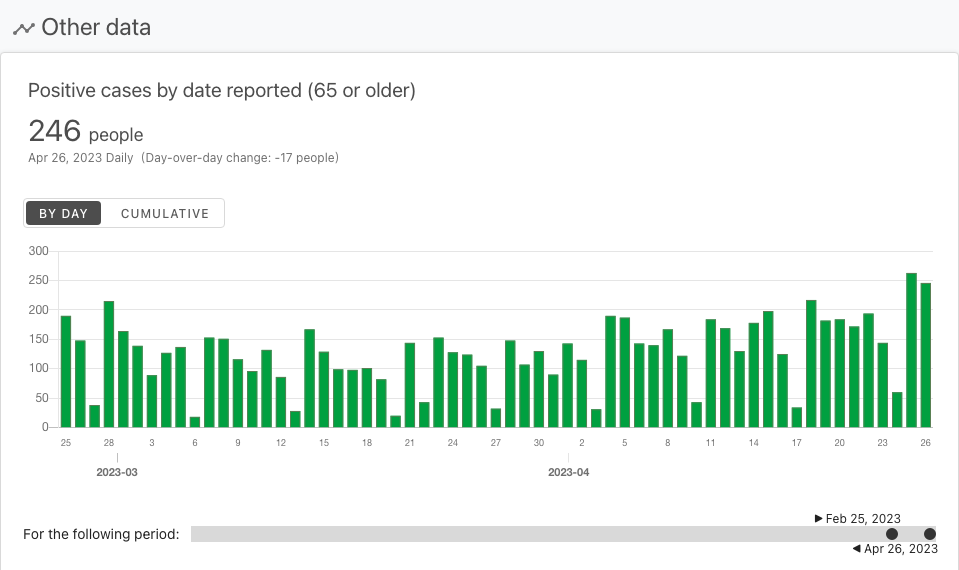 Other data
Positive cases by date reported (65 or older)
246 people
Apr 26, 2023 Daily (Day-over-day change: -17 people)
BY DAY CUMULATIVE
300
250
200
150
100
50
0
25 28 3 6 9 12 15 18 21 24 27 30 2 5 8 11 14 17 20 23 26
2023-03 2023-04
Feb 25, 2023
For the following period:
Apr 26, 2023